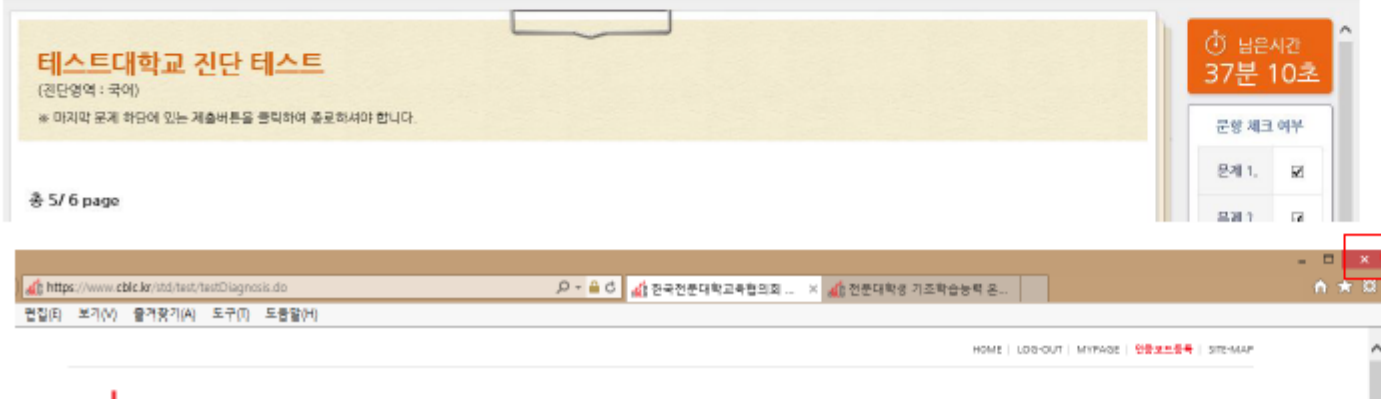 테스트대학교 진단 테스트
(진단영역 : 국어)
※ 마지막 문제 하단에 있는 제출버튼을 클릭하여 종료하셔야 합니다.
총 5/ 6 page
남은시간
37분 10초
문항 체크 여부
문제 1.
문제 2
https://www.cblc.kr/std/test/testDiagnosis.do
한국전문대학교육협의회 ...
전문대학생 기초학습능력 온...
편집(E) 보기(V) 즐겨찾기(A) 도구(T) 도움말(H)
HOME | LOG-OUT | MYPAGE | 인증코드등록 | SITE-MAP